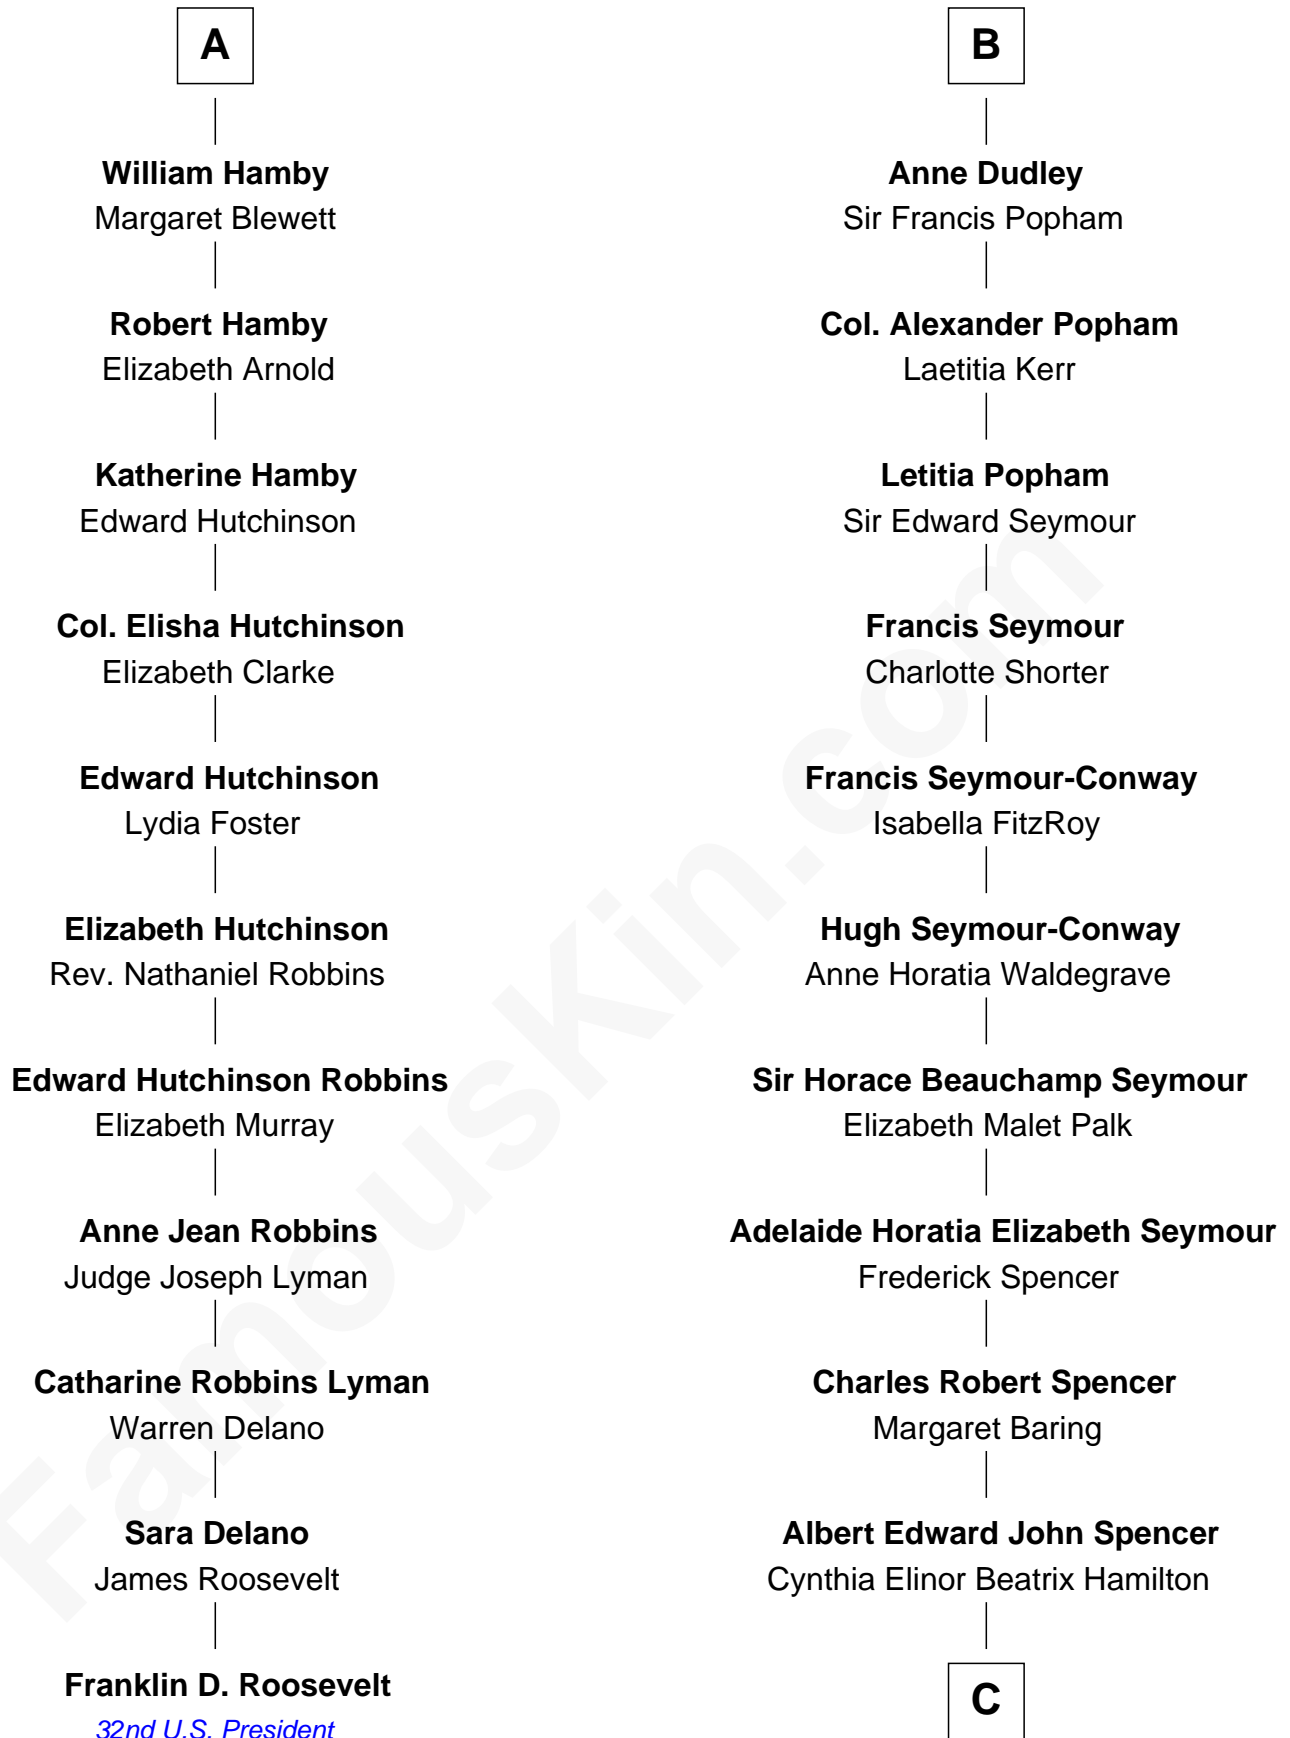 A
William Hamby
Margaret Blewett
Robert Hamby
Elizabeth Arnold
Katherine Hamby
Edward Hutchinson
Col. Elisha Hutchinson
Elizabeth Clarke
Edward Hutchinson
Lydia Foster
Elizabeth Hutchinson
Rev. Nathaniel Robbins
Edward Hutchinson Robbins
Elizabeth Murray
Anne Jean Robbins
Judge Joseph Lyman
Catharine Robbins Lyman
Warren Delano
Sara Delano
James Roosevelt
Franklin D. Roosevelt
32nd U.S. President
B
Anne Dudley
Sir Francis Popham
Col. Alexander Popham
Laetitia Kerr
Letitia Popham
Sir Edward Seymour
Francis Seymour
Charlotte Shorter
Francis Seymour-Conway
Isabella FitzRoy
Hugh Seymour-Conway
Anne Horatia Waldegrave
Sir Horace Beauchamp Seymour
Elizabeth Malet Palk
Adelaide Horatia Elizabeth Seymour
Frederick Spencer
Charles Robert Spencer
Margaret Baring
Albert Edward John Spencer
Cynthia Elinor Beatrix Hamilton
C
FamousKin.com